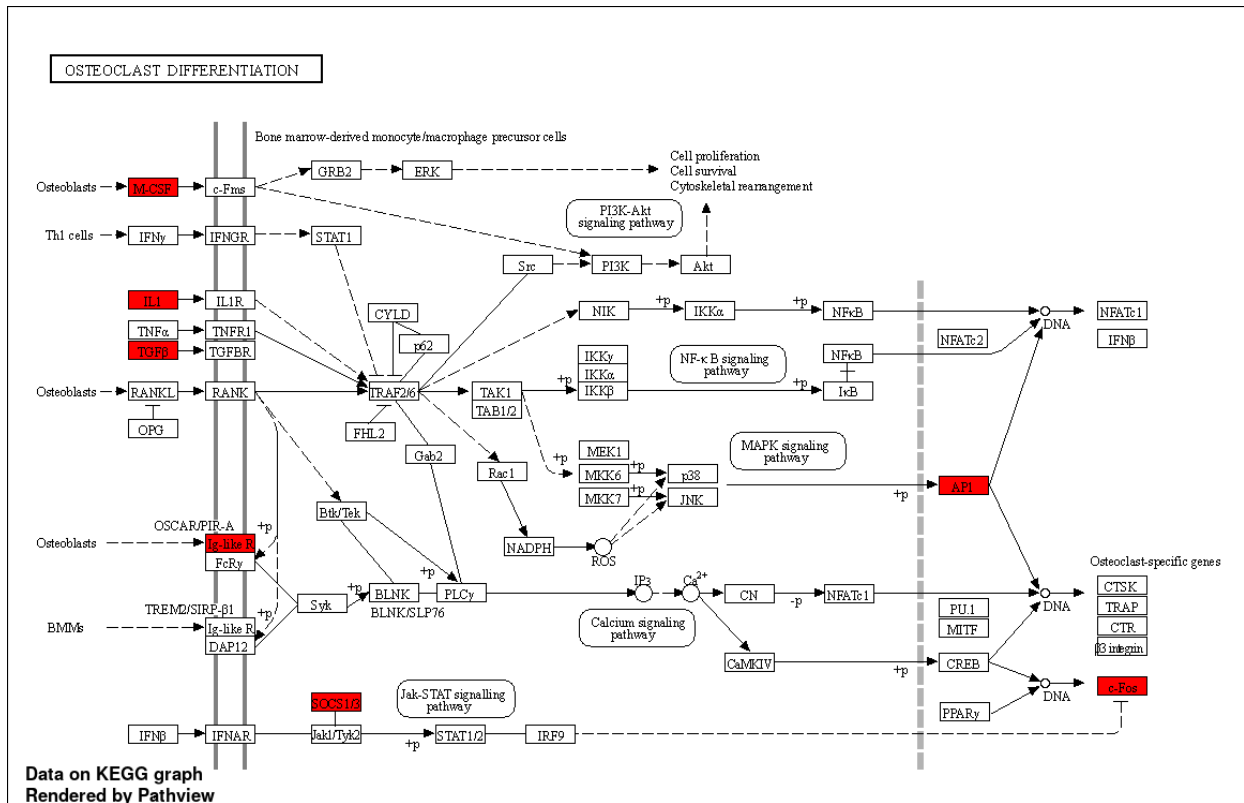 OSTEOCLAST DIFFERENTIATION
Bone marrow-derived monocyte/macrophage precursor cells
GRB2
ERK
Cell proliferation
Cell survival
Cytoskeletal rearrangement
Osteoblasts
M-CSF
c-Fms
PI3K-Akt
signaling pathway
Th1 cells
IFNγ
IFNGR
STAT1
Src
PI3K
Akt
IL1
IL1R
CYLD
NIK
+p
IKKα
+p
NFκB
DNA
NFATc1
TNFα
TNFR1
p62
NFATc2
IFNβ
TGFβ
TGFBR
IKKγ
IKKα
IKKβ
NF-κB signaling
pathway
NFκB
Osteoblasts
RANKL
RANK
TRAF2/6
TAK1
TAB1/2
+p
+p
IκB
OPG
FHL2
Gab2
Rac1
+p
MEK1
MKK6
+p
p38
MKK7
+p
JNK
MAPK signaling
pathway
+p
AP1
Btk/Tek
OSCAR/PIR-A
+p
Osteoblasts
Ig-like R
FcRγ
NADPH
ROS
Osteoclast-specific genes
Syk
+p
BLNK
BLNK/SLP76
+p
PLCγ
IP3
Ca2+
CN
-p
NFATc1
DNA
CTSK
TRAP
CTR
β3 integrin
PU.1
MITF
TREM2/SIRP-β1
+p
BMMs
Ig-like R
DAP12
Calcium signaling
pathway
CaMKIV
+p
CREB
DNA
c-Fos
PPARγ
SOCS1/3
Jak-STAT signalling
pathway
IFNβ
IFNAR
Jak1/Tyk2
+p
STAT1/2
IRF9
Data on KEGG graph
Rendered by Pathview